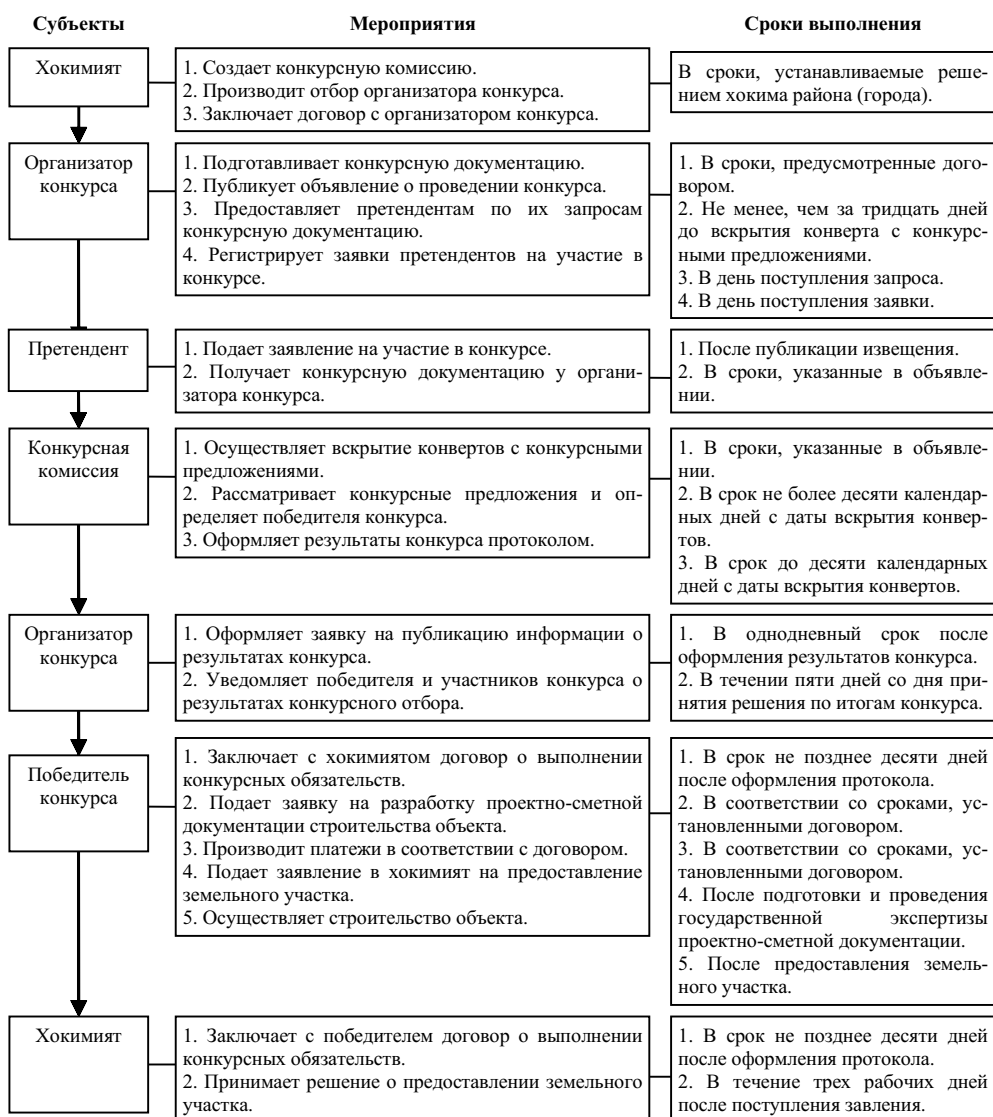 Субъекты
Мероприятия
Сроки выполнения
Хокимият
1. Создает конкурсную комиссию.
2. Производит отбор организатора конкурса.
3. Заключает договор с организатором конкурса.
В сроки, устанавливаемые реше-
нием хокима района (города).
Организатор
конкурса
1. Подготавливает конкурсную документацию.
2. Публикует объявление о проведении конкурса.
3. Предоставляет претендентам по их запросам
конкурсную документацию.
4. Регистрирует заявки претендентов на участие в
конкурсе.
1. В сроки, предусмотренные дого-
вором.
2. Не менее, чем за тридцать дней
до вскрытия конверта с конкурс-
ными предложениями.
3. В день поступления запроса.
4. В день поступления заявки.
Претендент
1. Подает заявление на участие в конкурсе.
2. Получает конкурсную документацию у органи-
затора конкурса.
1. После публикации извещения.
2. В сроки, указанные в объявле-
нии.
Конкурсная
комиссия
1. Осуществляет вскрытие конвертов с конкурсными
предложениями.
2. Рассматривает конкурсные предложения и оп-
ределяет победителя конкурса.
3. Оформляет результаты конкурса протоколом.
1. В сроки, указанные в объявле-
нии.
2. В срок не более десяти календар-
ных дней с даты вскрытия конвер-
тов.
3. В срок до десяти календарных
дней с даты вскрытия конвертов.
Организатор
конкурса
1. Оформляет заявку на публикацию информации о
результатах конкурса.
2. Уведомляет победителя и участников конкурса о
результатах конкурсного отбора.
1. В однодневный срок после
оформления результатов конкурса.
2. В течении пяти дней со дня при-
нятия решения по итогам конкурса.
Победитель
конкурса
1. Заключает с хокимиятом договор о выполнении
конкурсных обязательств.
2. Подает заявку на разработку проектно-сметной
документации строительства объекта.
3. Производит платежи в соответствии с договором.
4. Подает заявление в хокимият на предоставление
земельного участка.
5. Осуществляет строительство объекта.
1. В срок не позднее десяти дней
после оформления протокола.
2. В соответствии со сроками, ус-
тановленными договором.
3. В соответствии со сроками, ус-
тановленными договором.
4. После подготовки и проведения
государственной экспертизы
проектно-сметной документации.
5. После предоставления земель-
ного участка.
Хокимият
1. Заключает с победителем договор о выполнении
конкурсных обязательств.
2. Принимает решение о предоставлении земельного
участка.
1. В срок не позднее десяти дней
после оформления протокола.
2. В течение трех рабочих дней
после поступления завления.